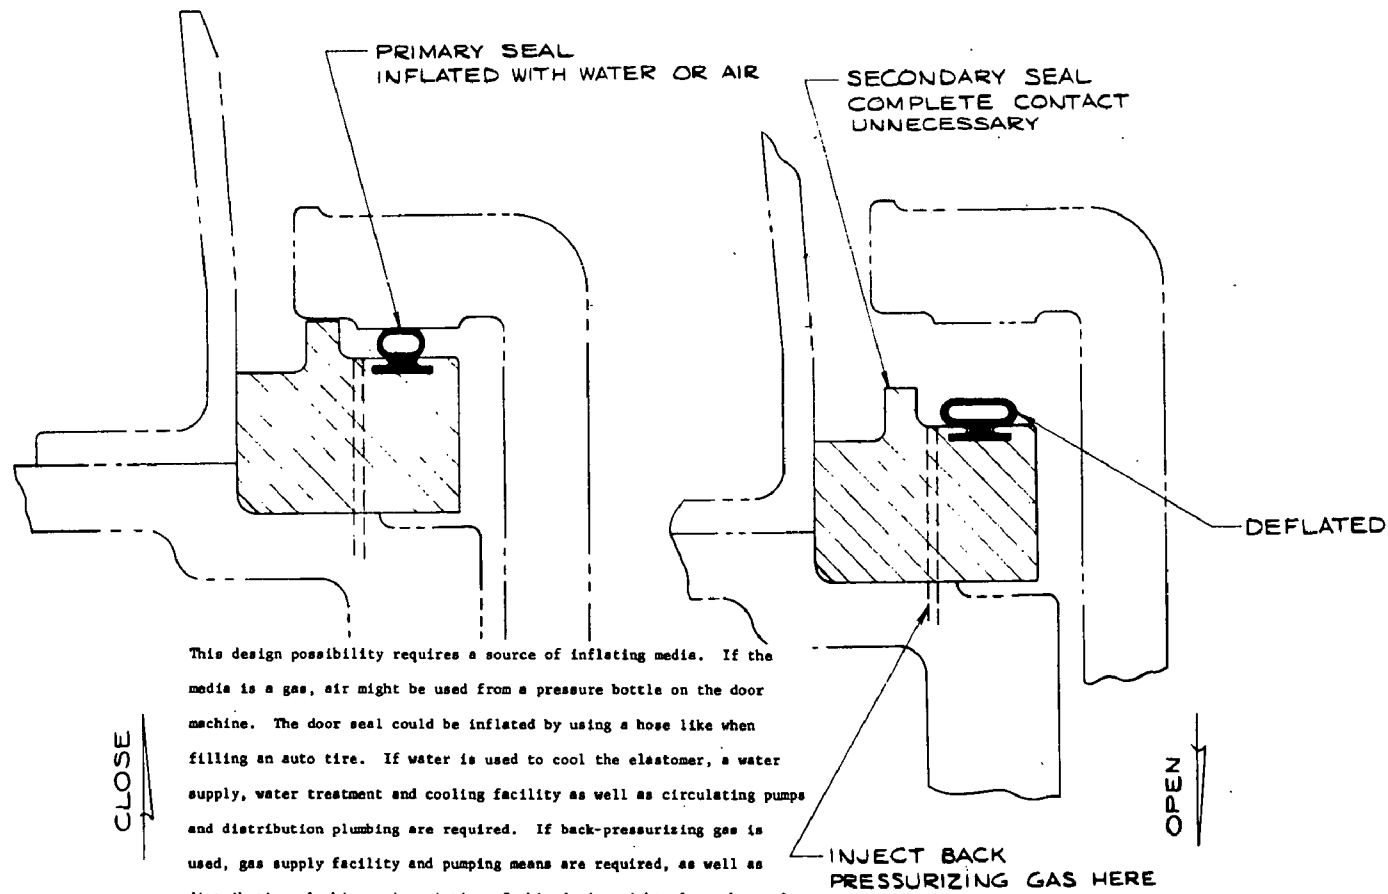 PRIMARY SEAL
INFLATED WITH WATER OR AIR
SECONDARY SEAL
COMPLETE CONTACT
UNNECESSARY
DEFLATED
This design possibility requires a source of inflating media. If the
media is a gas, air might be used from a pressure bottle on the door
machine. The door seal could be inflated by using a hose like when
filling an auto tire. If water is used to cool the elastomer, a water
supply, water treatment and cooling facility as well as circulating pumps
and distribution plumbing are required. If back-pressurizing gas is
used, gas supply facility and pumping means are required, as well as
CLOSE
OPEN
INJECT BACK
PRESSURIZING GAS HERE